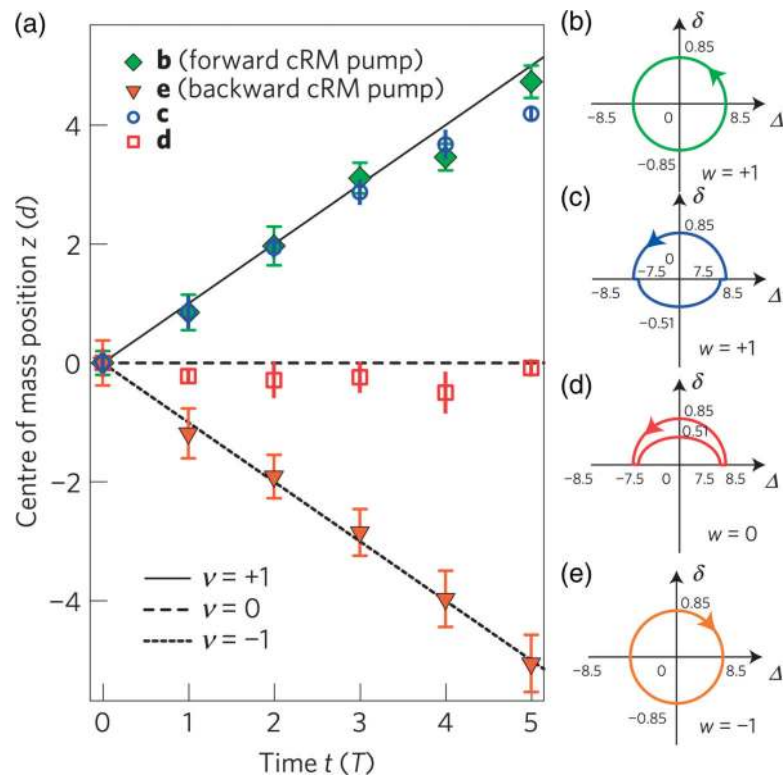 (a)
b (forward cRM pump)
e (backward cRM pump)
c
d
4
2
0
−2
−4
Centre of mass position z (d)
ν = +1
ν = 0
ν = −1
0 1 2 3 4 5
Time t (T)
(b)
δ
0.85
−8.5 0 8.5 Δ
−0.85
w = +1
(c)
δ
0.85
0
−7.5 7.5
−8.5 8.5 Δ
−0.51
w = +1
(d)
δ
0.85
0.51
−8.5 −7.5 0 7.5 8.5 Δ
w = 0
(e)
δ
0.85
−8.5 0 8.5 Δ
−0.85
w = −1